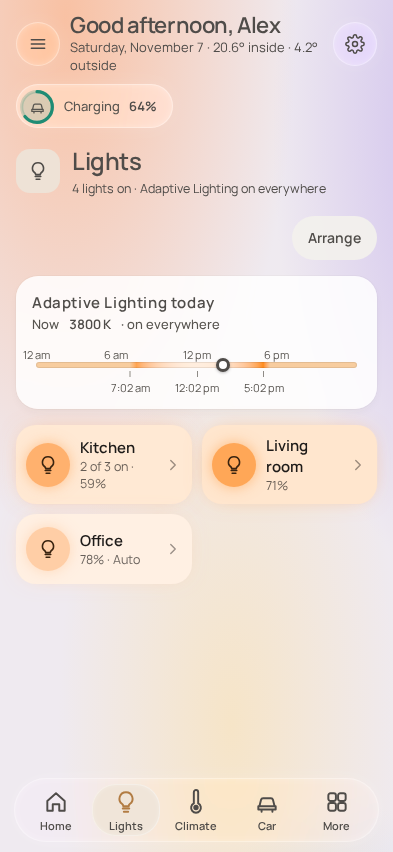 Good afternoon, Alex
Saturday, November 7 · 20.6° inside · 4.2°
outside
Charging 64%
Lights
4 lights on · Adaptive Lighting on everywhere
Arrange
Adaptive Lighting today
Now 3800 K · on everywhere
12 am 6 am 12 pm 6 pm
7:02 am 12:02 pm 5:02 pm
Kitchen
2 of 3 on ·
59%
Living
room
71%
Office
78% · Auto
Home Lights Climate Car More